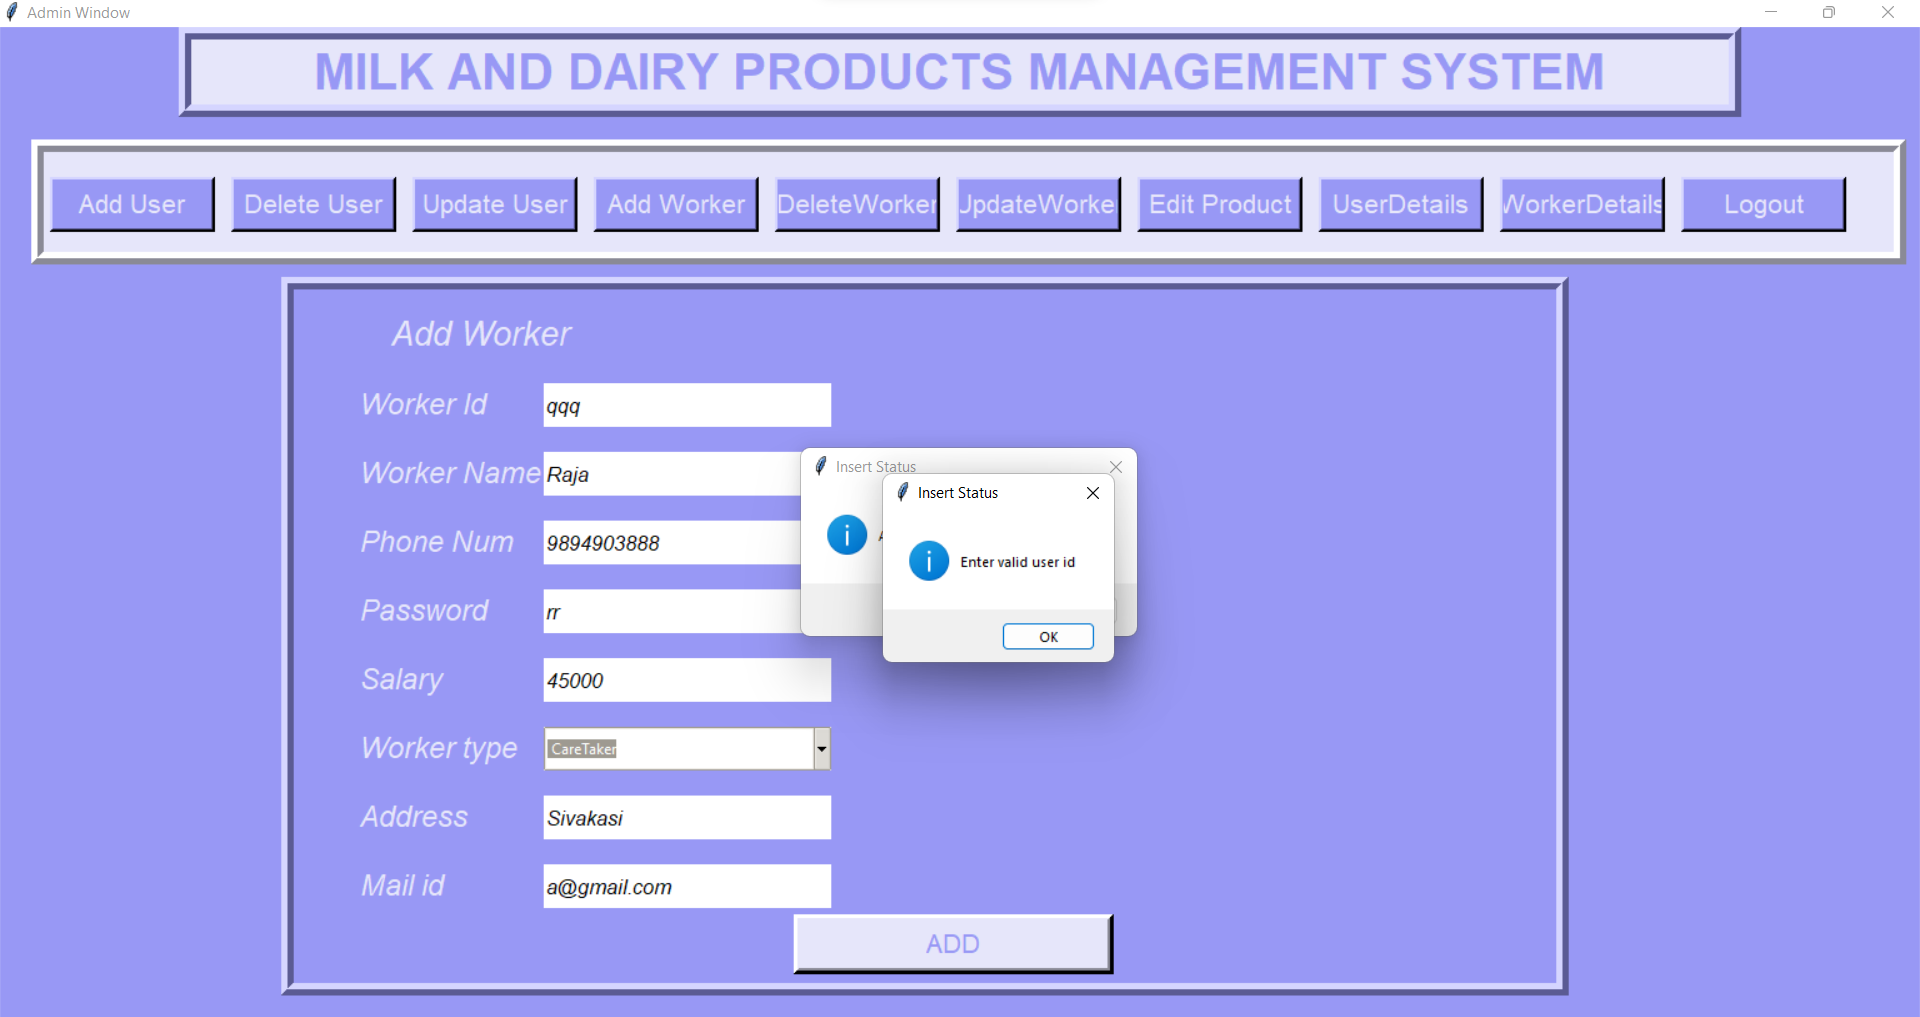 Admin Window
MILK AND DAIRY PRODUCTS MANAGEMENT SYSTEM
Add User Delete User Update User Add Worker DeleteWorker UpdateWorke Edit Product UserDetails WorkerDetails Logout
Add Worker
Worker Id qqq
Worker Name Raja
Phone Num 9894903888
Password rr
Salary 45000
Worker type CareTaker
Address Sivakasi
Mail id a@gmail.com
ADD
Insert Status
Insert Status
Enter valid user id
OK